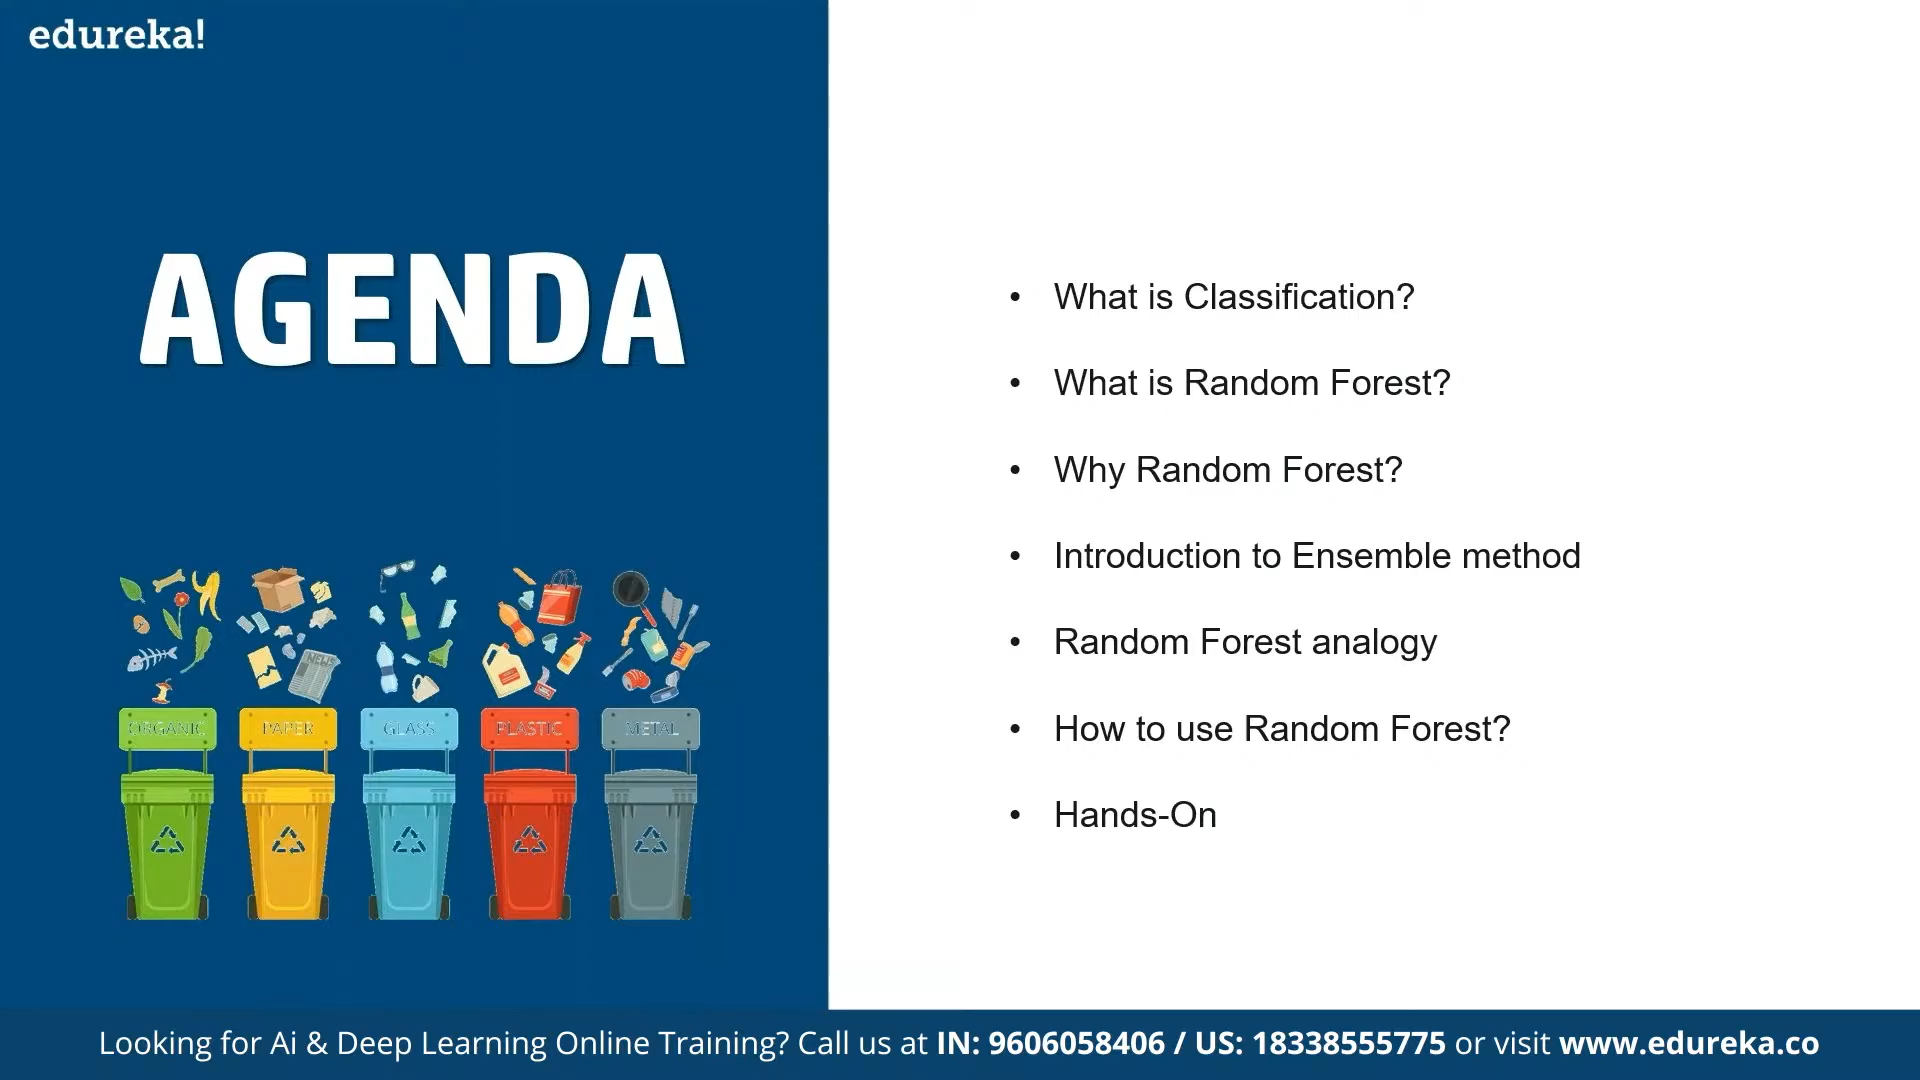 edureka!
AGENDA
ORGANIC
PAPER
GLASS
PLASTIC
METAL
NEWS
• What is Classification?
• What is Random Forest?
• Why Random Forest?
• Introduction to Ensemble method
• Random Forest analogy
• How to use Random Forest?
• Hands-On
Looking for Ai & Deep Learning Online Training? Call us at IN: 9606058406 / US: 18338555775 or visit www.edureka.co